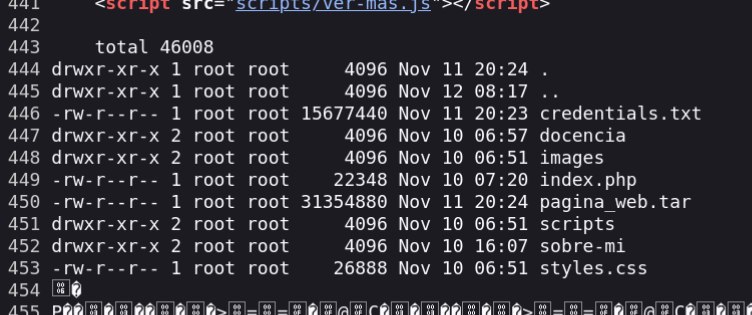 441     <script src="scripts/ver-mas.js"></script>
442
443     total 46008
444 drwxr-xr-x 1 root root     4096 Nov 11 20:24 .
445 drwxr-xr-x 1 root root     4096 Nov 12 08:17 ..
446 -rw-r--r-- 1 root root 15677440 Nov 11 20:23 credentials.txt
447 drwxr-xr-x 2 root root     4096 Nov 10 06:57 docencia
448 drwxr-xr-x 2 root root     4096 Nov 10 06:51 images
449 -rw-r--r-- 1 root root    22348 Nov 10 07:20 index.php
450 -rw-r--r-- 1 root root 31354880 Nov 11 20:24 pagina_web.tar
451 drwxr-xr-x 2 root root     4096 Nov 10 06:51 scripts
452 drwxr-xr-x 2 root root     4096 Nov 10 16:07 sobre-mi
453 -rw-r--r-- 1 root root    26888 Nov 10 06:51 styles.css
454
455